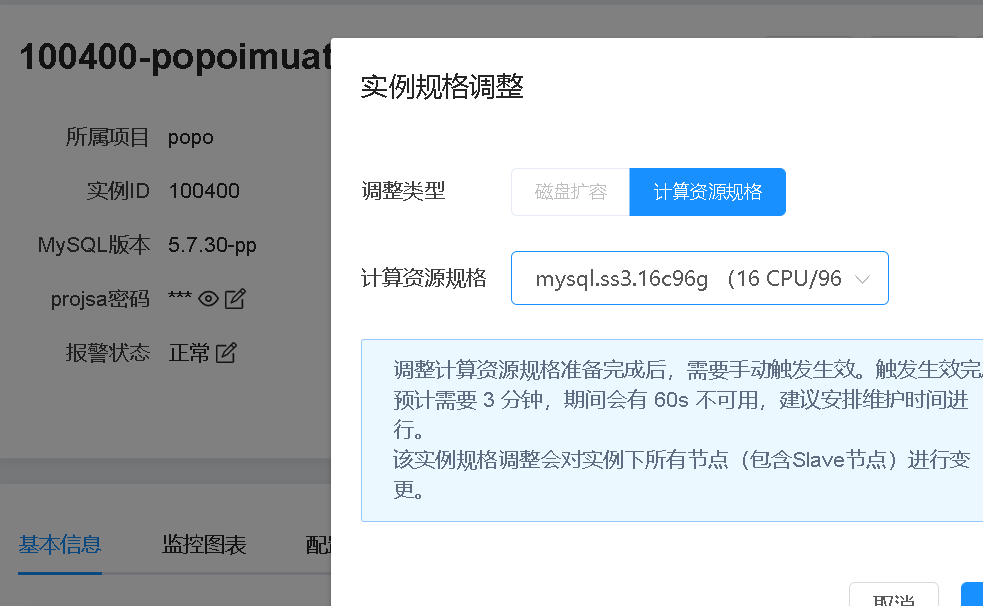 100400-popoimuat
实例规格调整
所属项目 popo
实例ID 100400
MySQL版本 5.7.30-pp
projsa密码 ***
报警状态 正常
调整类型 磁盘扩容 计算资源规格
计算资源规格 mysql.ss3.16c96g （16 CPU/96
调整计算资源规格准备完成后，需要手动触发生效。触发生效完
预计需要 3 分钟，期间会有 60s 不可用，建议安排维护时间进
行。
该实例规格调整会对实例下所有节点（包含Slave节点）进行变
更。
基本信息 监控图表 配
取消